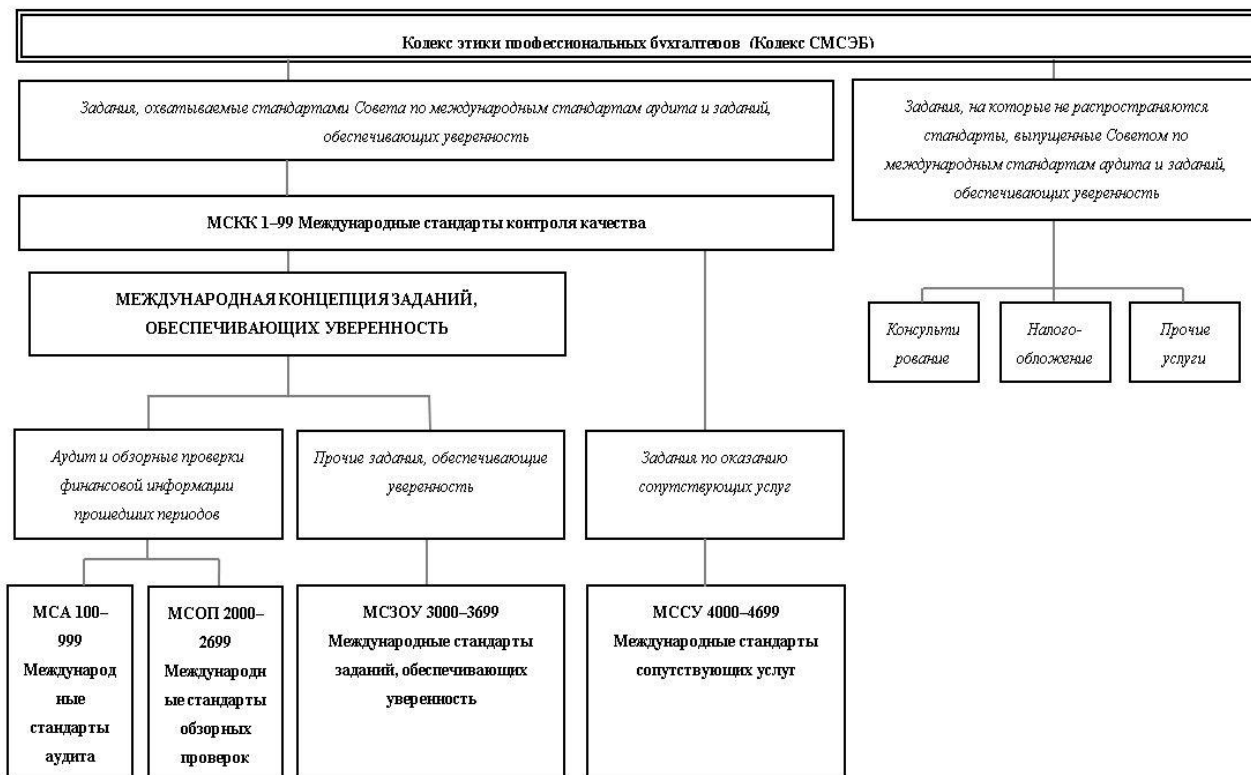 Кодекс этики профессиональных бухгалтеров (Кодекс СМСЭБ)
Задания, охватываемые стандартами Совета по международным стандартам аудита и заданий,
обеспечивающих уверенность
Задания, на которые не распространяются
стандарты, выпущенные Советом по
международным стандартам аудита и заданий,
обеспечивающих уверенность
МСКК 1–99 Международные стандарты контроля качества
МЕЖДУНАРОДНАЯ КОНЦЕПЦИЯ ЗАДАНИЙ,
ОБЕСПЕЧИВАЮЩИХ УВЕРЕННОСТЬ
Консульти
рование
Налого-
обложение
Прочие
услуги
Аудит и обзорные проверки
финансовой информации
прошедших периодов
Прочие задания, обеспечивающие
уверенность
Задания по оказанию
сопутствующих услуг
МСА 100–
999
Международ
ные
стандарты
аудита
МСОП 2000–
2699
Международн
ые стандарты
обзорных
проверок
МСЗОУ 3000–3699
Международные стандарты
заданий, обеспечивающих
уверенность
МССУ 4000–4699
Международные стандарты
сопутствующих услуг